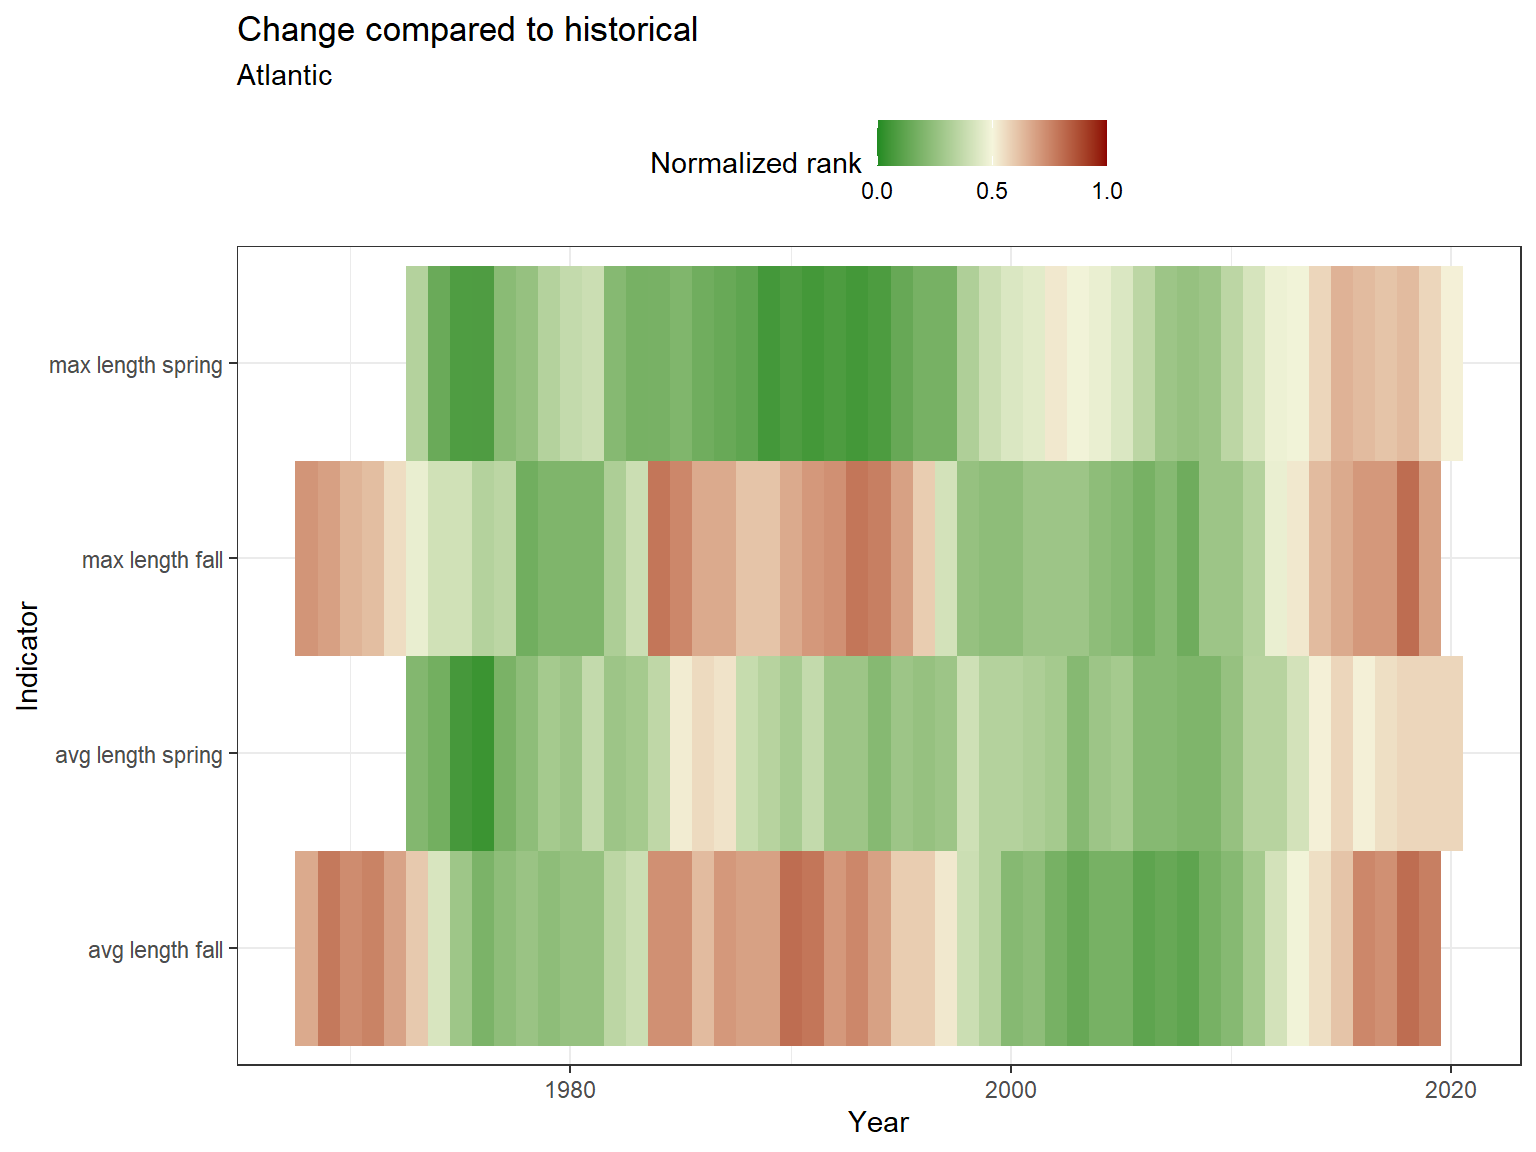 Change compared to historical
Atlantic
Normalized rank
0.0 0.5 1.0
max length spring
max length fall
avg length spring
avg length fall
Indicator
1980 2000 2020
Year